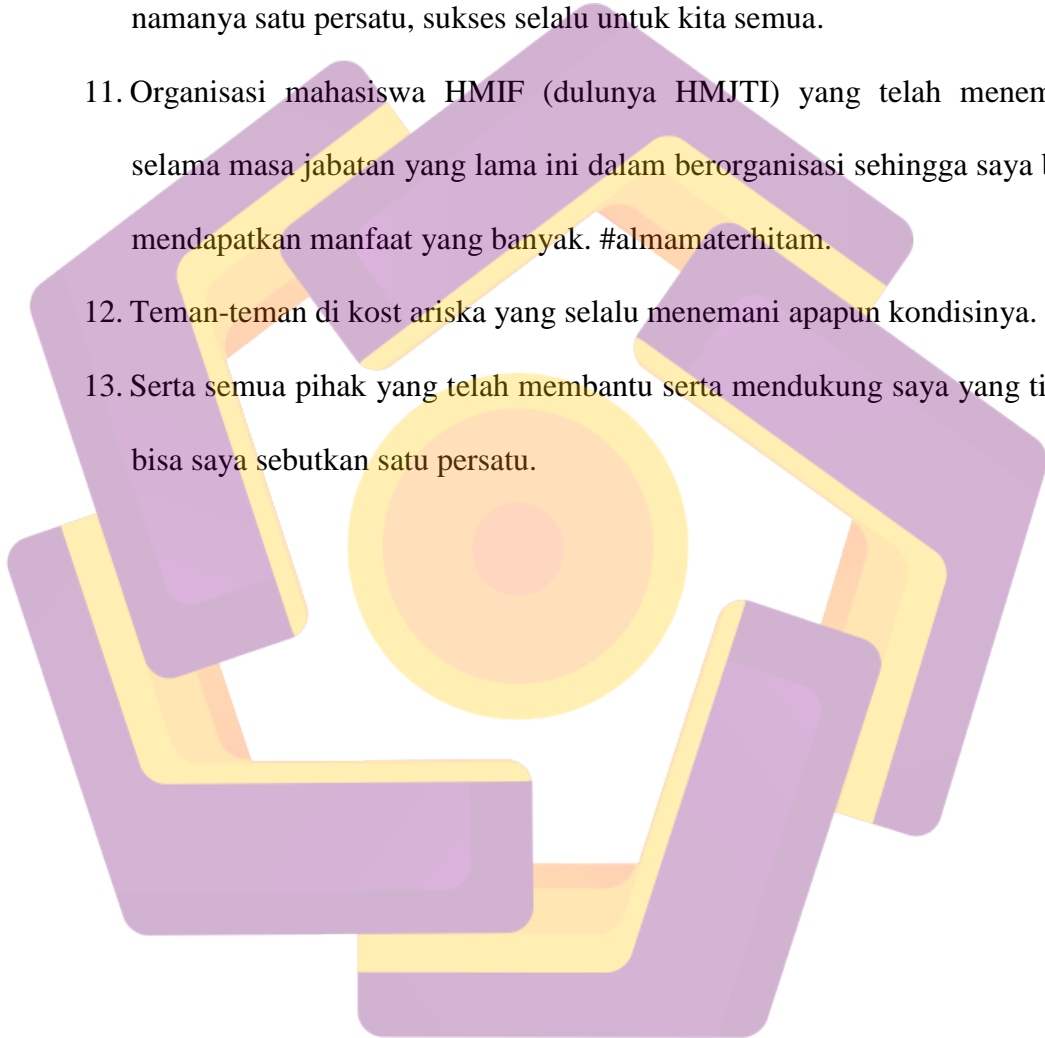 namanya satu persatu, sukses selalu untuk kita semua.
11. Organisasi mahasiswa HMIF (dulunya HMJTI) yang telah
selama masa jabatan yang lama ini dalam berorganisasi sehingga saya
mendapatkan manfaat yang banyak. #almamaterhitam.
12. Teman-teman di kost ariska yang selalu menemani apapun kondisinya.
13. Serta semua pihak yang telah membantu serta mendukung saya yang
bisa saya sebutkan satu persatu.